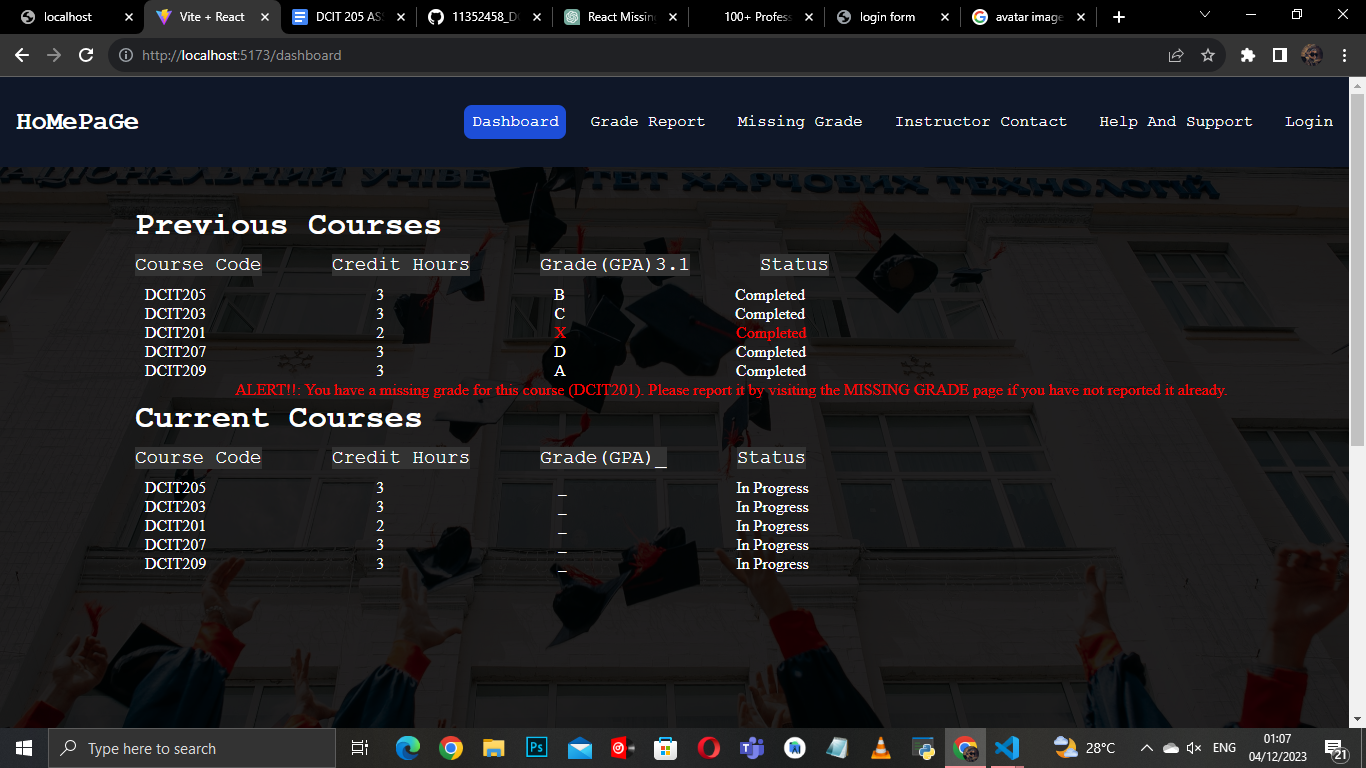 localhost
Vite + React
DCIT 205 AS
11352458_D
React Missin
100+ Profes
login form
avatar image
http://localhost:5173/dashboard
HoMePaGe
Dashboard Grade Report Missing Grade Instructor Contact Help And Support Login
ТЕТ ХАРЧОВИХ ТЕХНОЛОГІЙ
Previous Courses
Course Code Credit Hours Grade(GPA)3.1 Status
DCIT205 3 B Completed
DCIT203 3 C Completed
DCIT201 2 X Completed
DCIT207 3 D Completed
DCIT209 3 A Completed
ALERT!!: You have a missing grade for this course (DCIT201). Please report it by visiting the MISSING GRADE page if you have not reported it already.
Current Courses
Course Code Credit Hours Grade(GPA)_ Status
DCIT205 3 _ In Progress
DCIT203 3 _ In Progress
DCIT201 2 _ In Progress
DCIT207 3 _ In Progress
DCIT209 3 _ In Progress
Type here to search
Ps
28°C
ENG
01:07
04/12/2023
21